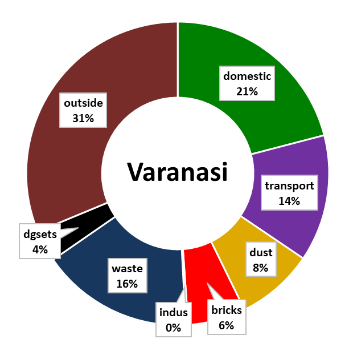 domestic
21%
outside
31%
Varanasi
transport
14%
dgsets
4%
dust
8%
waste
16%
indus
0%
bricks
6%